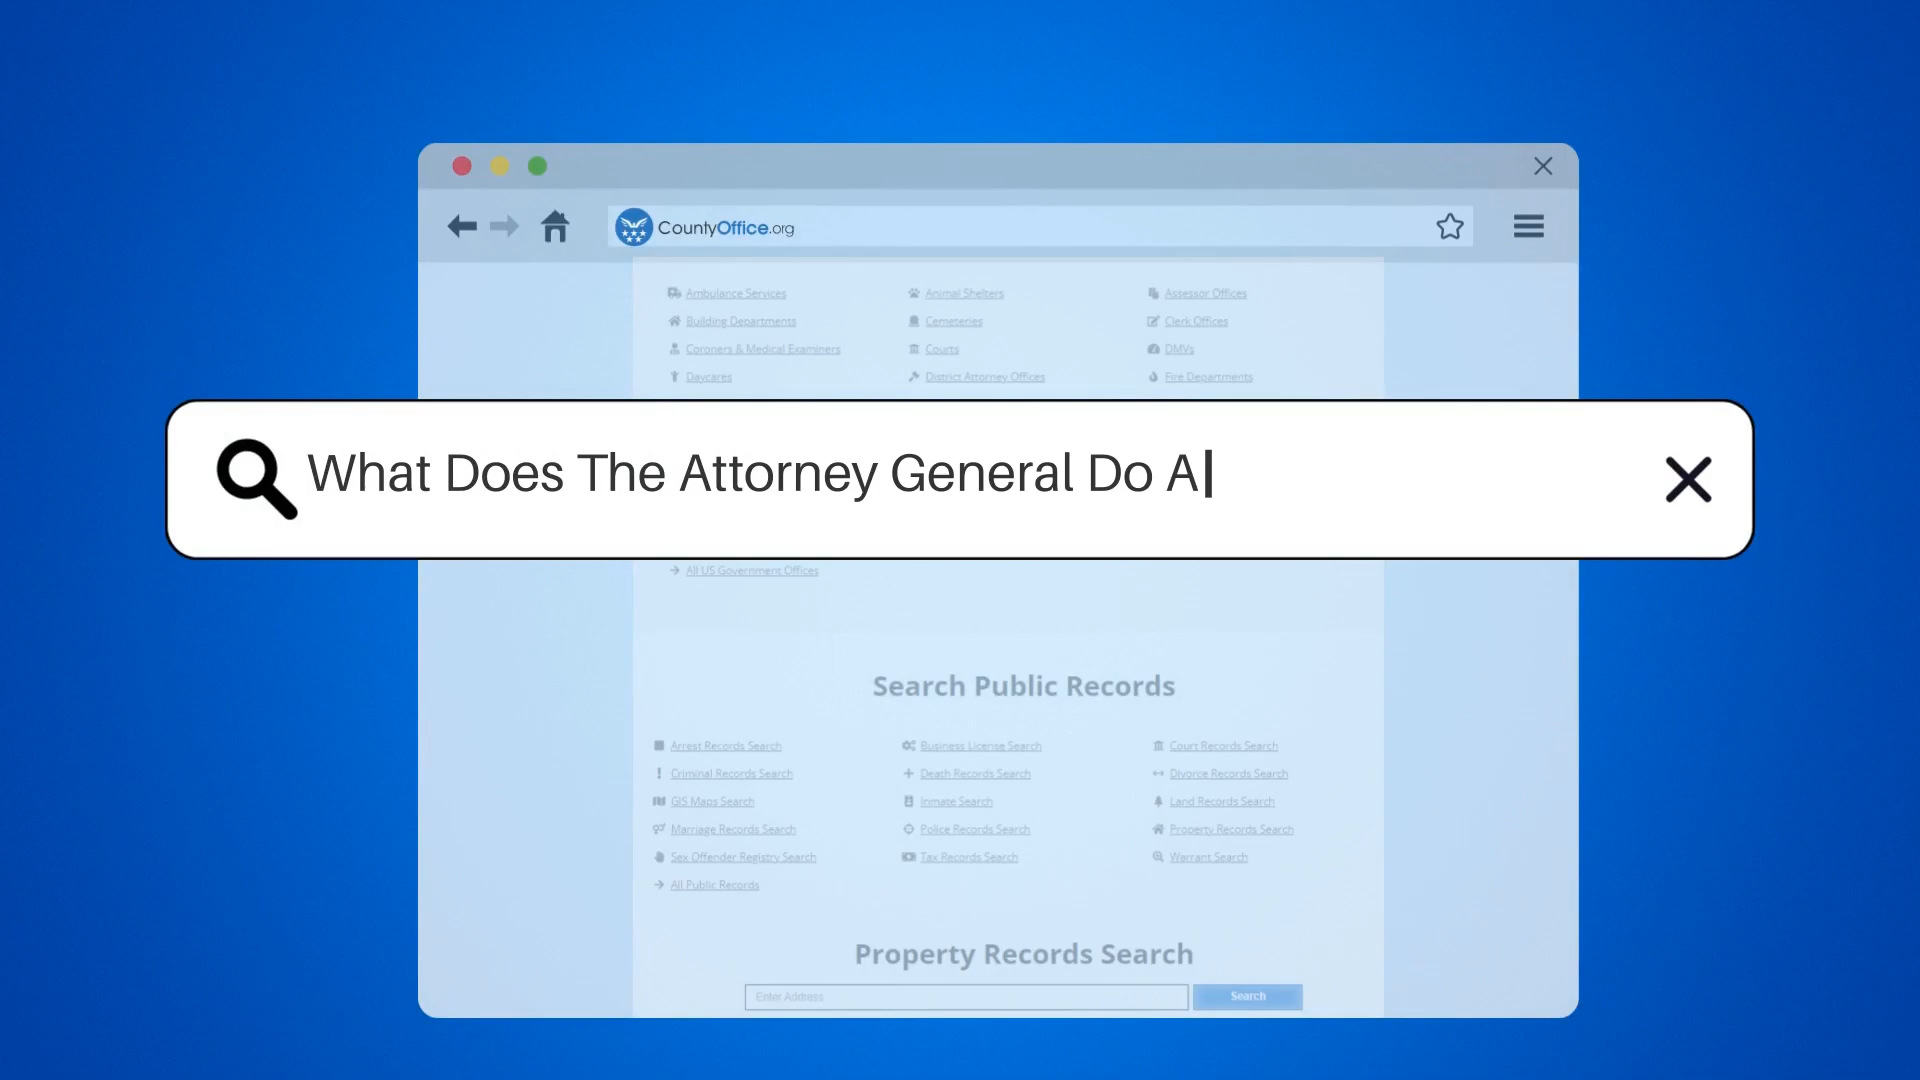 CountyOffice.org
Ambulance Services Animal Shelters Assessor Offices
Building Departments Cemeteries Clerk Offices
Coroners & Medical Examiners Courts DMVs
Daycares District Attorney Offices Fire Departments
What Does The Attorney General Do A
All US Government Offices
Search Public Records
Arrest Records Search Business License Search Court Records Search
Criminal Records Search Death Records Search Divorce Records Search
GIS Maps Search Inmate Search Land Records Search
Marriage Records Search Police Records Search Property Records Search
Sex Offender Registry Search Tax Records Search Warrant Search
All Public Records
Property Records Search
Enter Address Search